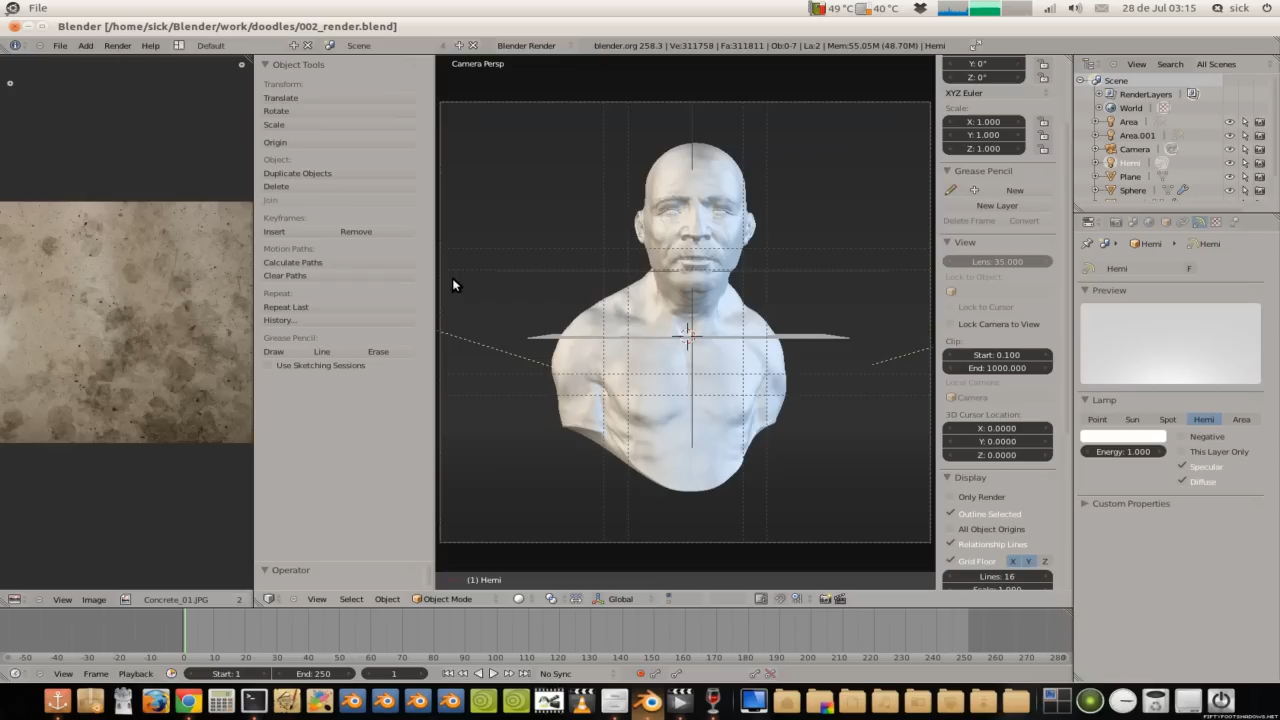 File
49 °C
40 °C
28 de Jul 03:15
sick
Blender [/home/sick/Blender/work/doodles/002_render.blend]
File Add Render Help
Default
Scene
Blender Render
blender.org 258.3 | Ve:311758 | Fa:311811 | Ob:0-7 | La:2 | Mem:55.05M (48.70M) | Hemi
Object Tools
Transform:
Translate
Rotate
Scale
Origin
Object:
Duplicate Objects
Delete
Join
Keyframes:
Insert Remove
Motion Paths:
Calculate Paths
Clear Paths
Repeat:
Repeat Last
History...
Grease Pencil:
Draw Line Erase
Use Sketching Sessions
Operator
Camera Persp
(1) Hemi
Y: 0°
Z: 0°
XYZ Euler
Scale:
X: 1.000
Y: 1.000
Z: 1.000
Grease Pencil
New
New Layer
Delete Frame Convert
View
Lens: 35.000
Lock to Object:
Lock to Cursor
Lock Camera to View
Clip:
Start: 0.100
End: 1000.000
Local Camera:
Camera
3D Cursor Location:
X: 0.0000
Y: 0.0000
Z: 0.0000
Display
Only Render
Outline Selected
All Object Origins
Relationship Lines
Grid Floor X Y Z
Lines: 16
Scale: 1.000
View Search All Scenes
Scene
RenderLayers
World
Area
Area.001
Camera
Hemi
Plane
Sphere
Hemi
Hemi
Hemi
F
Preview
Lamp
Point Sun Spot Hemi Area
Negative
Energy: 1.000
This Layer Only
Specular
Diffuse
Custom Properties
View Image
Concrete_01.JPG
2
View Select Object
Object Mode
Global
-50 -40 -30 -20 -10 0 10 20 30 40 50 60 70 80 90 100 110 120 130 140 150 160 170 180 190 200 210 220 230 240 250 260 270 280
View Frame Playback
Start: 1
End: 250
1
No Sync
FIFTYFOOTSHADOWS.NET